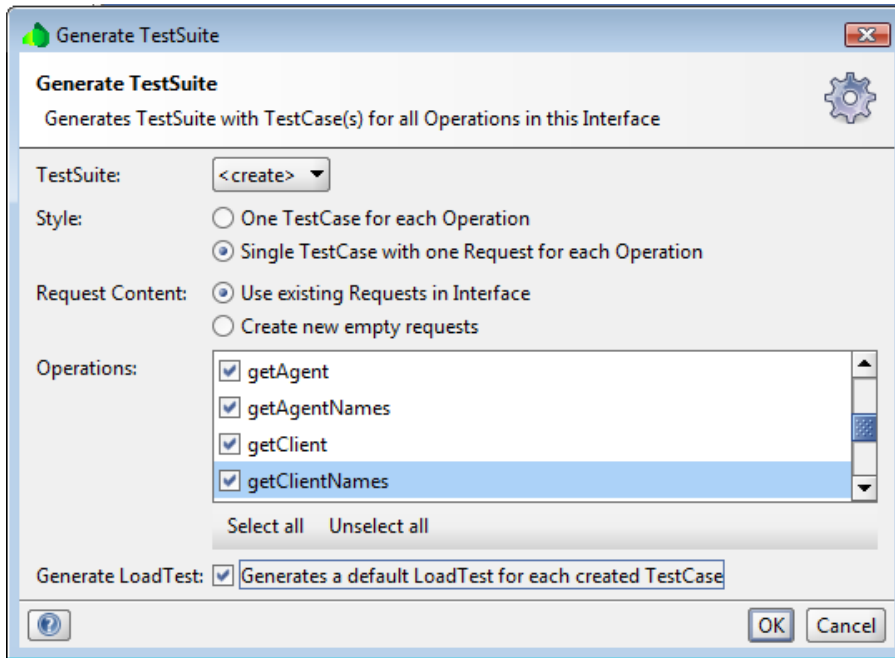 Generate TestSuite
Generate TestSuite
Generates TestSuite with TestCase(s) for all Operations in this Interface
TestSuite: <create>
Style: One TestCase for each Operation
Single TestCase with one Request for each Operation
Request Content: Use existing Requests in Interface
Create new empty requests
Operations: getAgent
getAgentNames
getClient
getClientNames
Select all Unselect all
Generate LoadTest: Generates a default LoadTest for each created TestCase
? OK Cancel